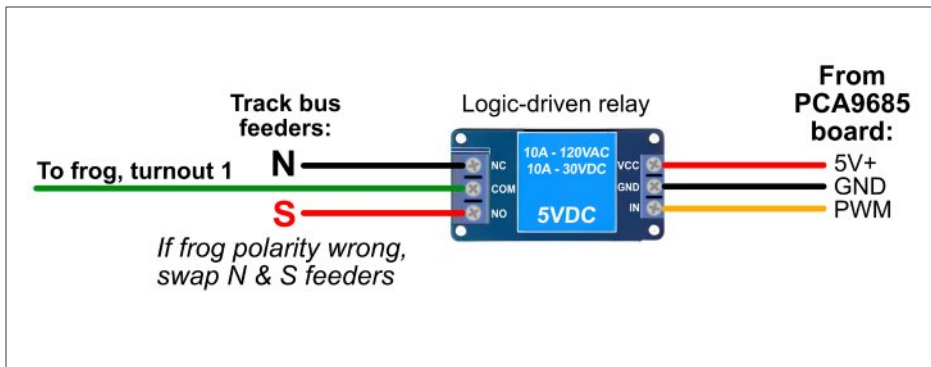 Track bus
feeders:
Logic-driven relay
From
PCA9685
board:
To frog, turnout 1
N
S
If frog polarity wrong,
swap N & S feeders
NC
COM
NO
10A - 120VAC
10A - 30VDC
5VDC
VCC
GND
IN
5V+
GND
PWM